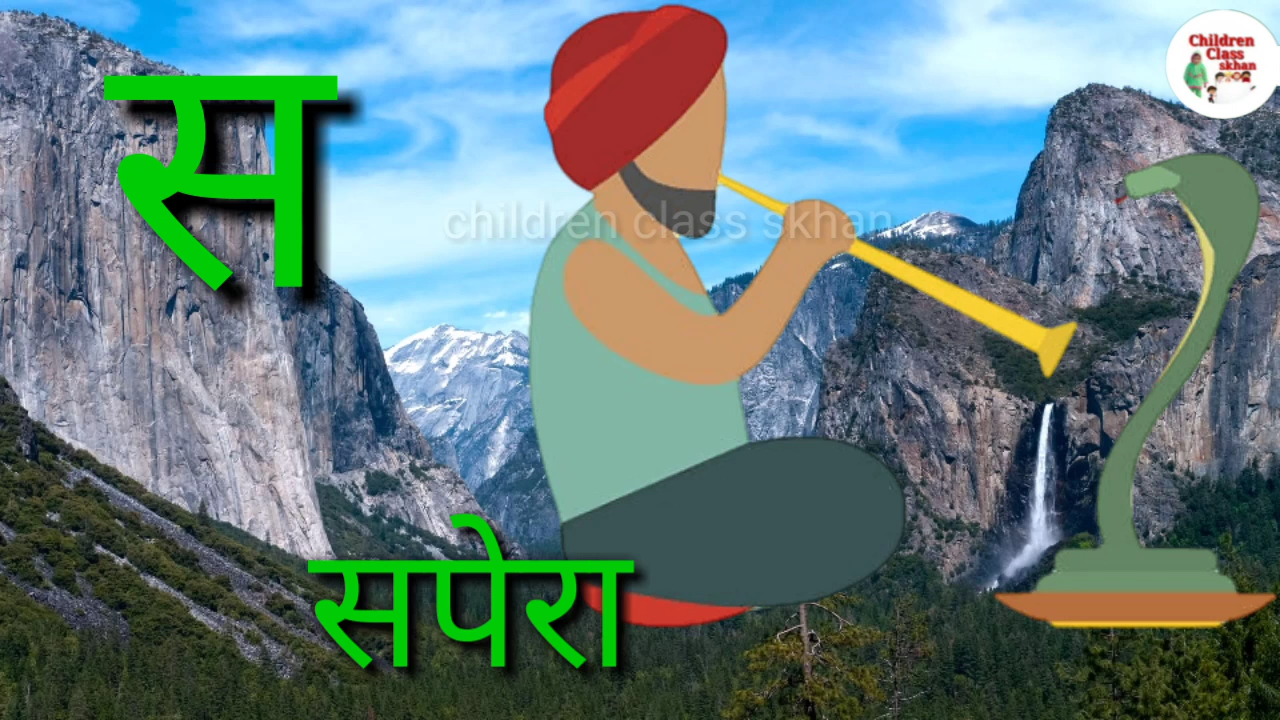 स
Children
Class
skhan
children class skhan
सपेरा